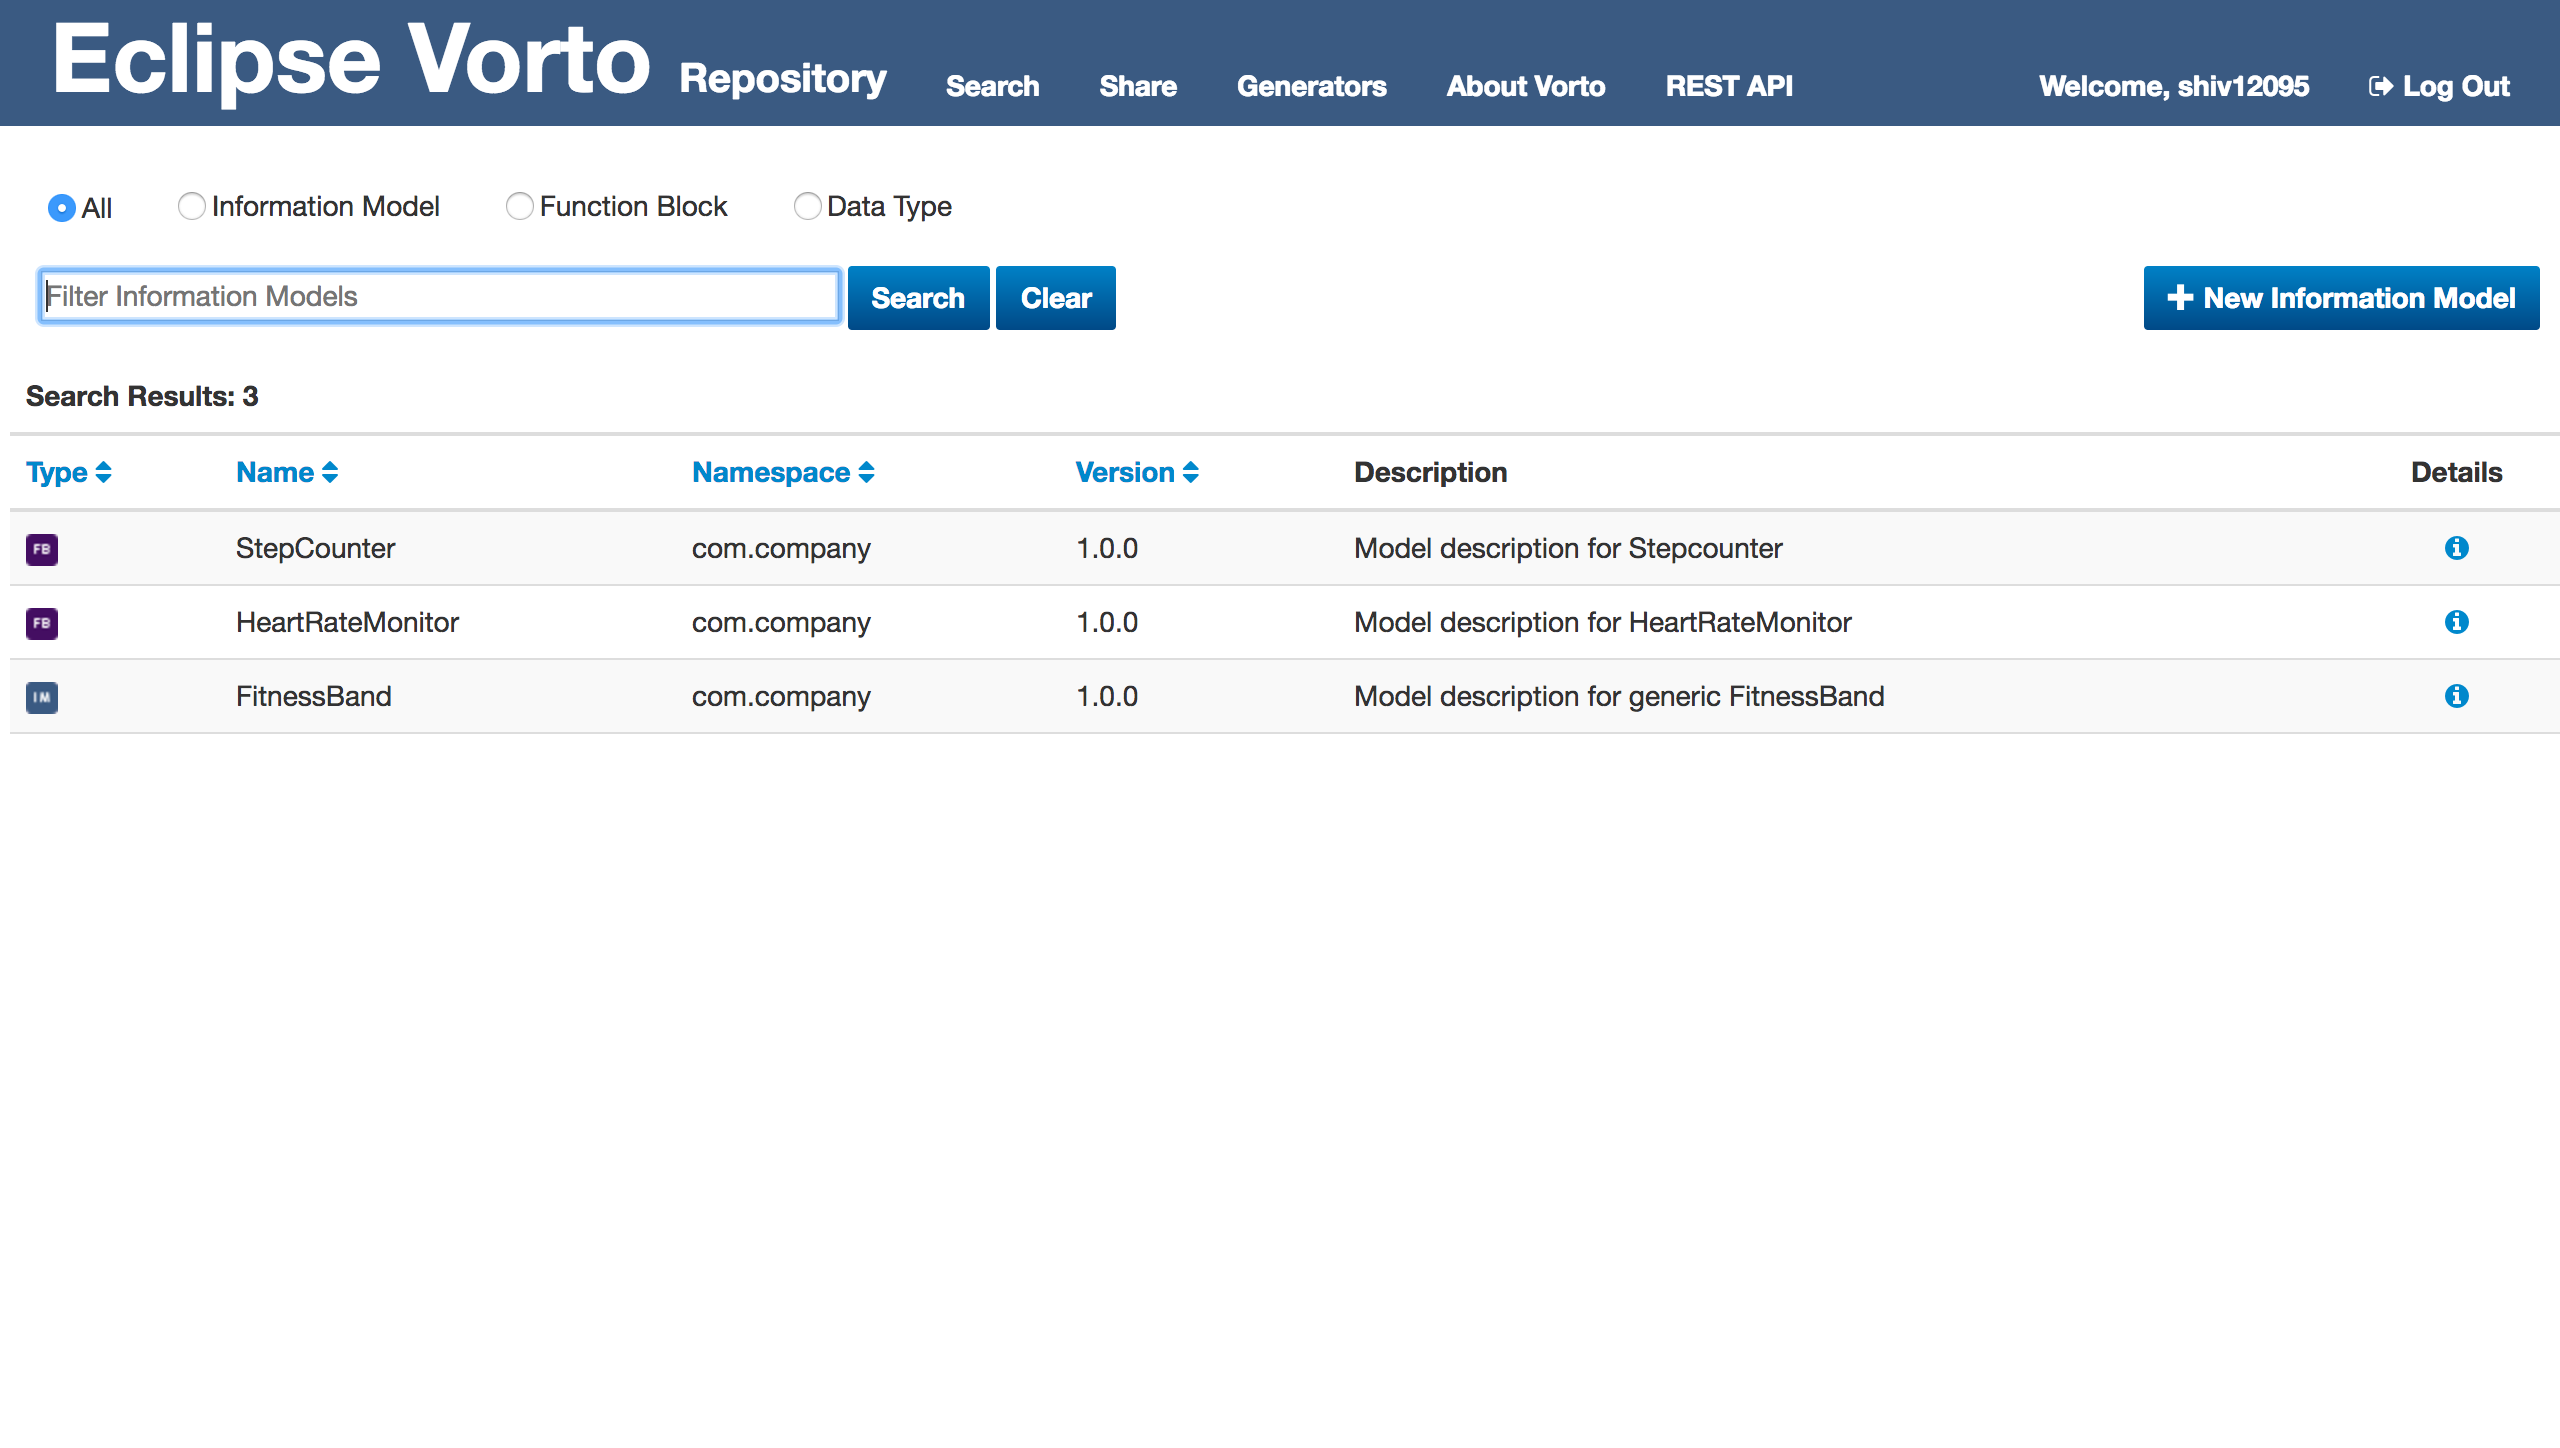 Eclipse Vorto Repository Search Share Generators About Vorto REST API Welcome, shiv12095 Log Out
All Information Model Function Block Data Type
Filter Information Models Search Clear New Information Model
Search Results: 3
Type Name Namespace Version Description Details
FB StepCounter com.company 1.0.0 Model description for Stepcounter
FB HeartRateMonitor com.company 1.0.0 Model description for HeartRateMonitor
IM FitnessBand com.company 1.0.0 Model description for generic FitnessBand